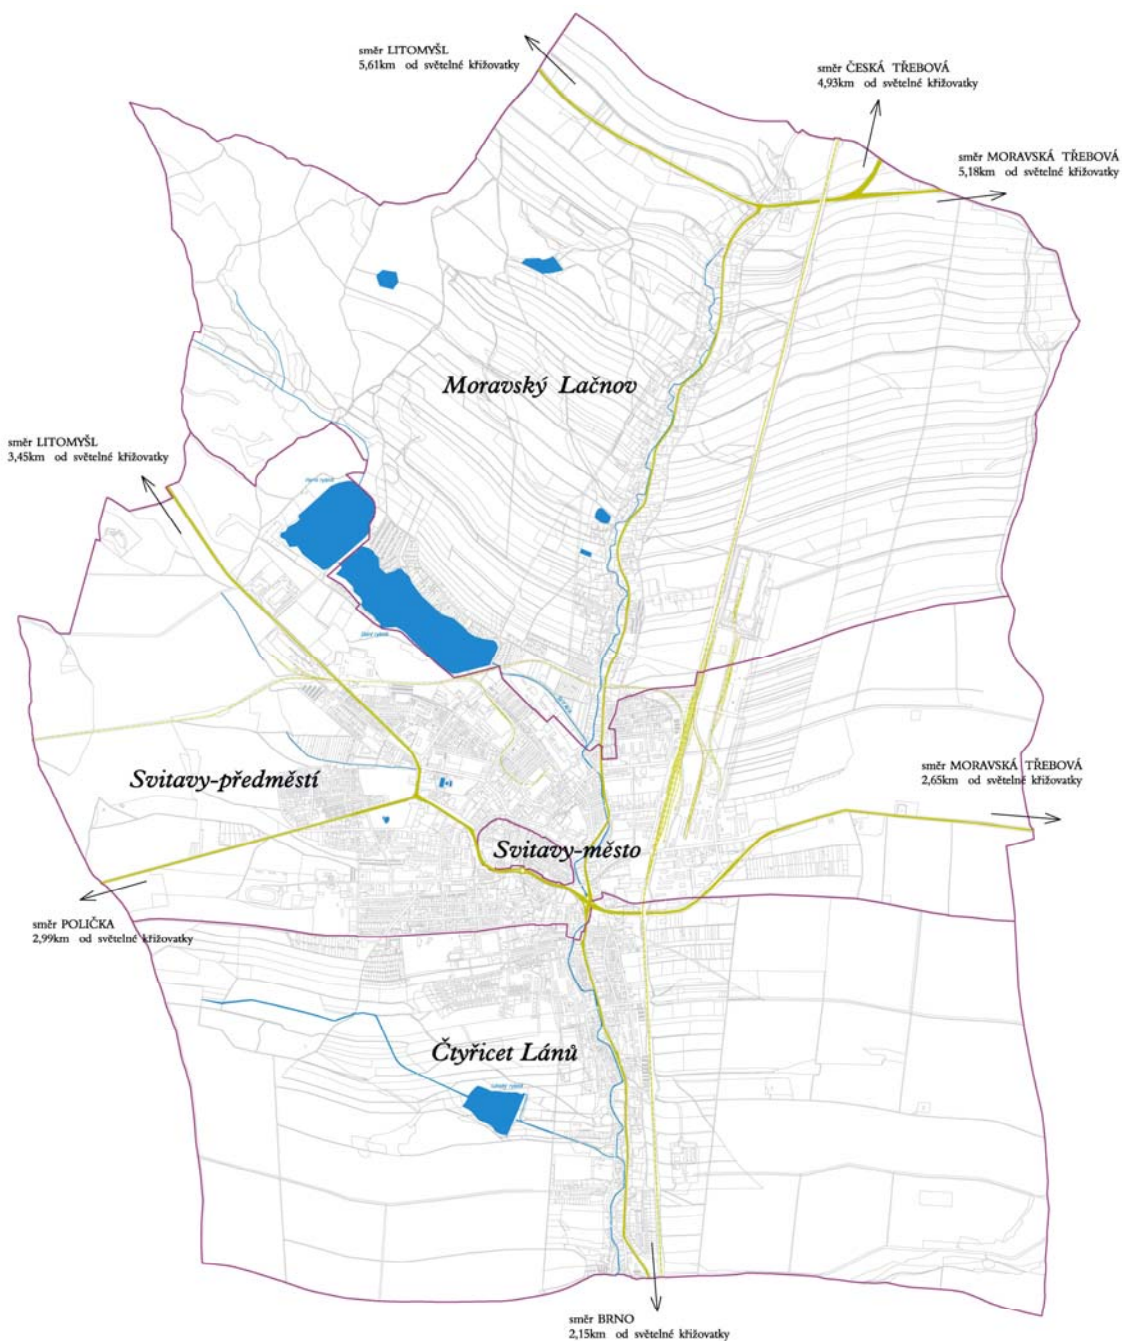 směr LITOMYŠL
5,61km od světelné křižovatky
směr ČESKÁ TŘEBOVÁ
4,93km od světelné křižovatky
směr MORAVSKÁ TŘEBOVÁ
5,18km od světelné křižovatky
Moravský Lačnov
směr LITOMYŠL
3,45km od světelné křižovatky
směr MORAVSKÁ TŘEBOVÁ
2,65km od světelné křižovatky
Svitavy-předměstí
Svitavy-město
směr POLIČKA
2,99km od světelné křižovatky
Čtyřicet Lánů
směr BRNO
2,15km od světelné křižovatky